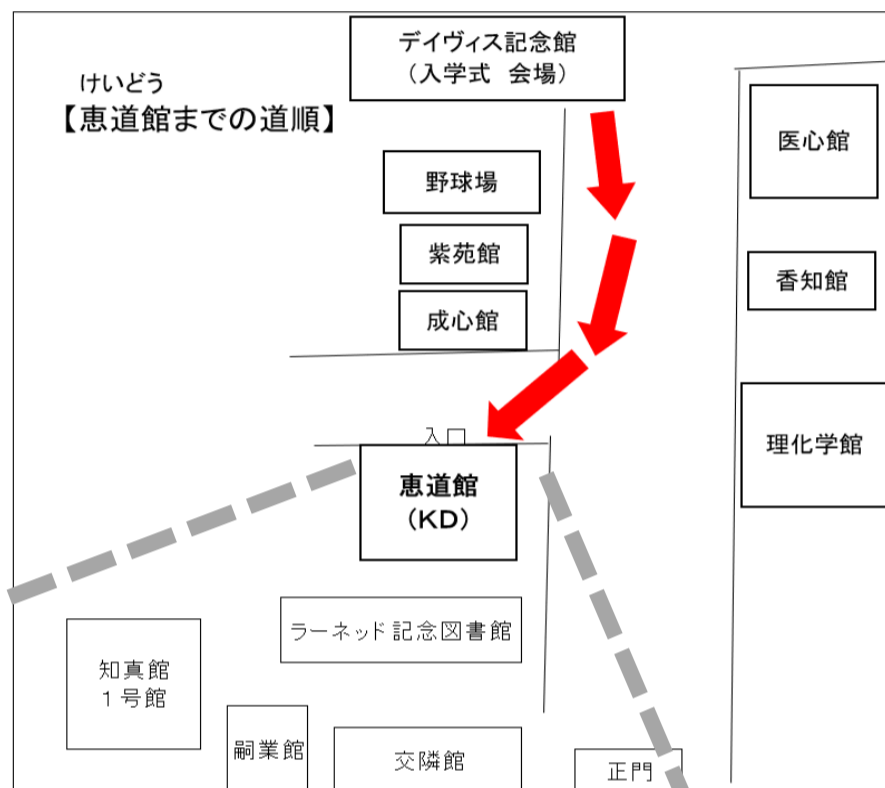 デイヴィス記念館
（入学式 会場）
けいどう
【恵道館までの道順】
医心館
野球場
紫苑館
香知館
成心館
入口
恵道館
（ＫＤ）
理化学館
ラーネッド記念図書館
知真館
１号館
嗣業館
交隣館
正門